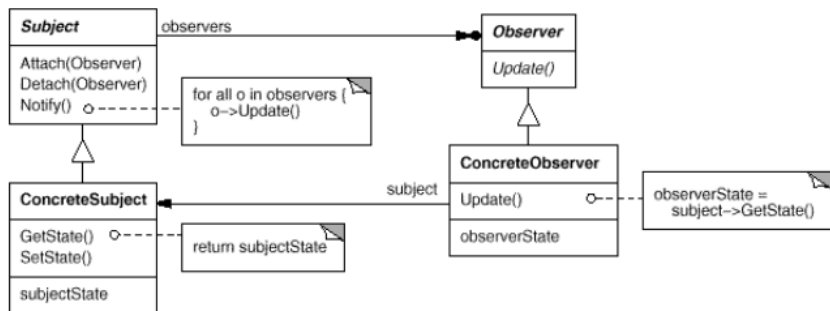 Subject
observers
Observer
Attach(Observer)
Detach(Observer)
Notify()
for all o in observers {
o–>Update()
}
Update()
ConcreteSubject
GetState()
SetState()
subjectState
return subjectState
subject
ConcreteObserver
Update()
observerState
observerState =
subject–>GetState()